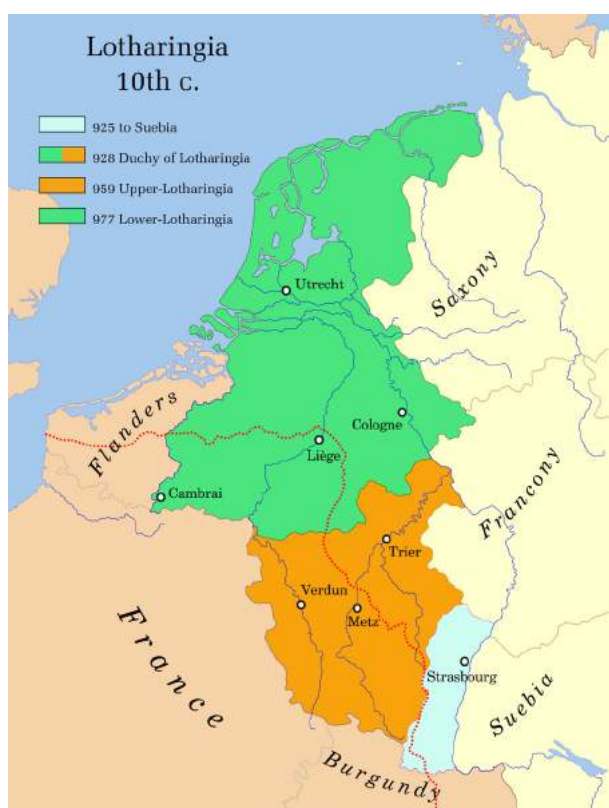 Lotharingia
10th c.
925 to Suebia
928 Duchy of Lotharingia
959 Upper-Lotharingia
977 Lower-Lotharingia
Utrecht
Saxony
Flanders
Cologne
Liège
Cambrai
Francony
Trier
Verdun
Metz
France
Strasbourg
Suebia
Burgundy